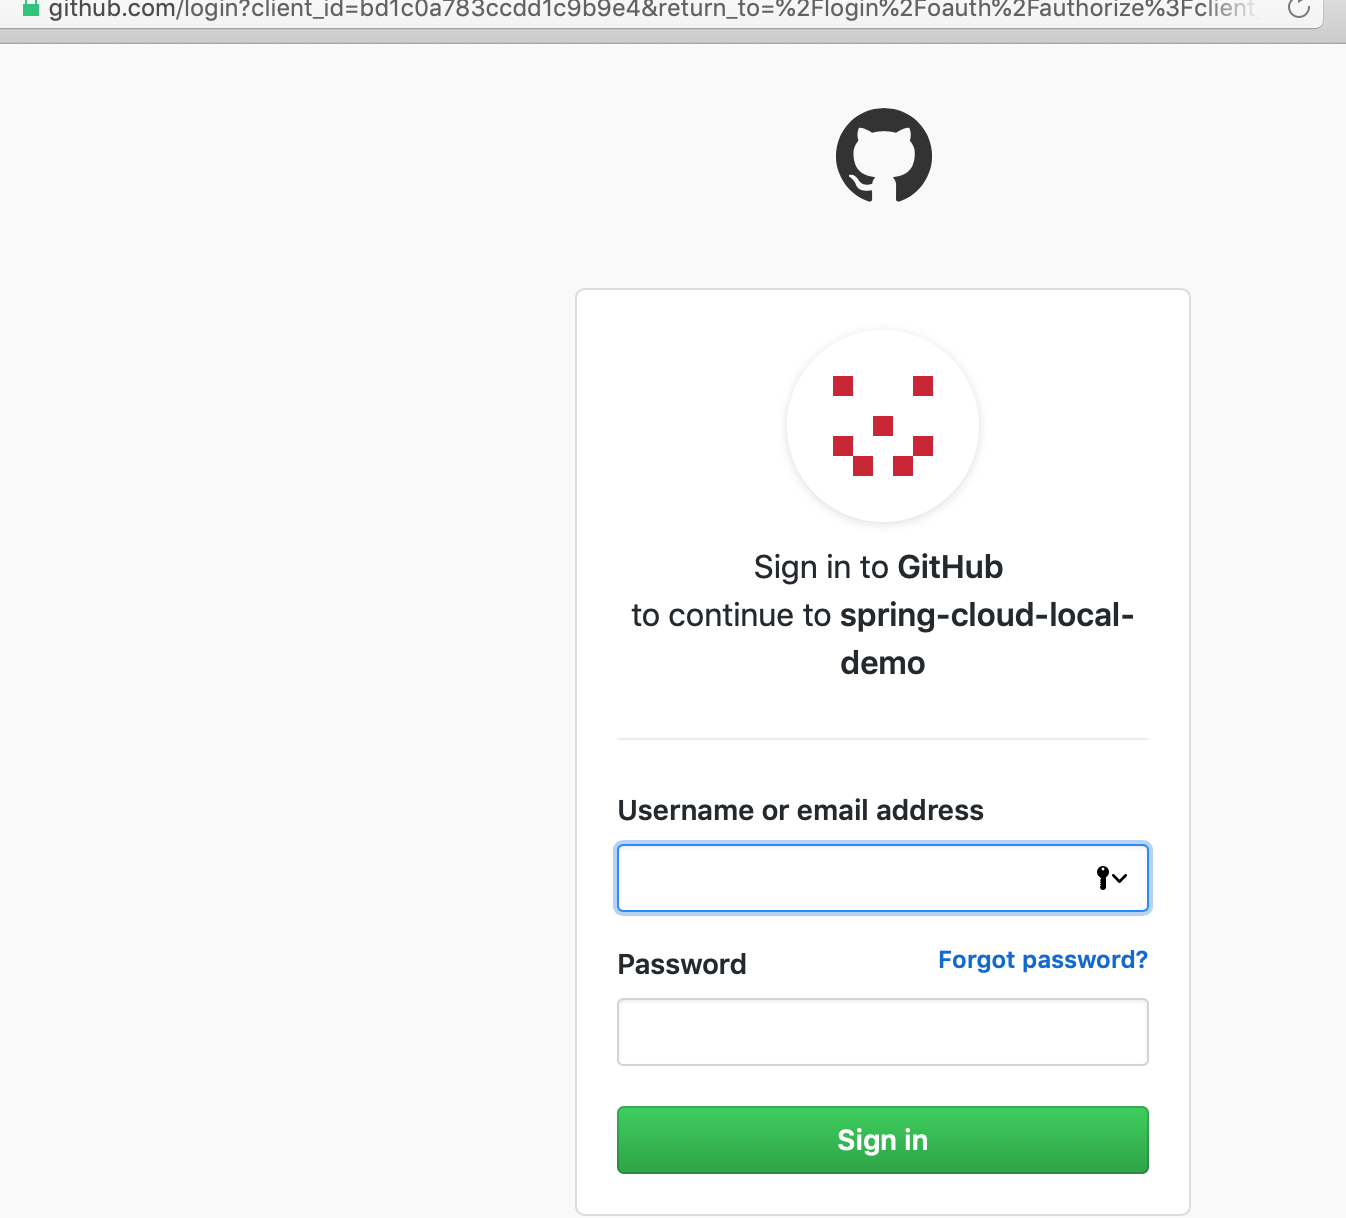 github.com/login?client_id=bd1c0a783ccdd1c9b9e4&return_to=%2Flogin%2Foauth%2Fauthorize%3Fclient_
Sign in to GitHub
to continue to spring-cloud-local-
demo
Username or email address
Password
Forgot password?
Sign in